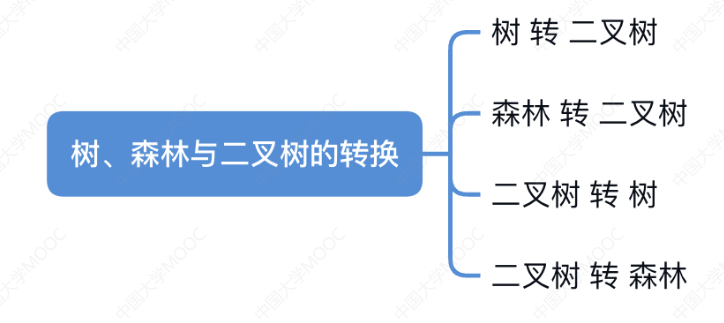 树 转 二叉树
森林 转 二叉树
树、森林与二叉树的转换
二叉树 转 树
二叉树 转 森林
中国大学MOOC